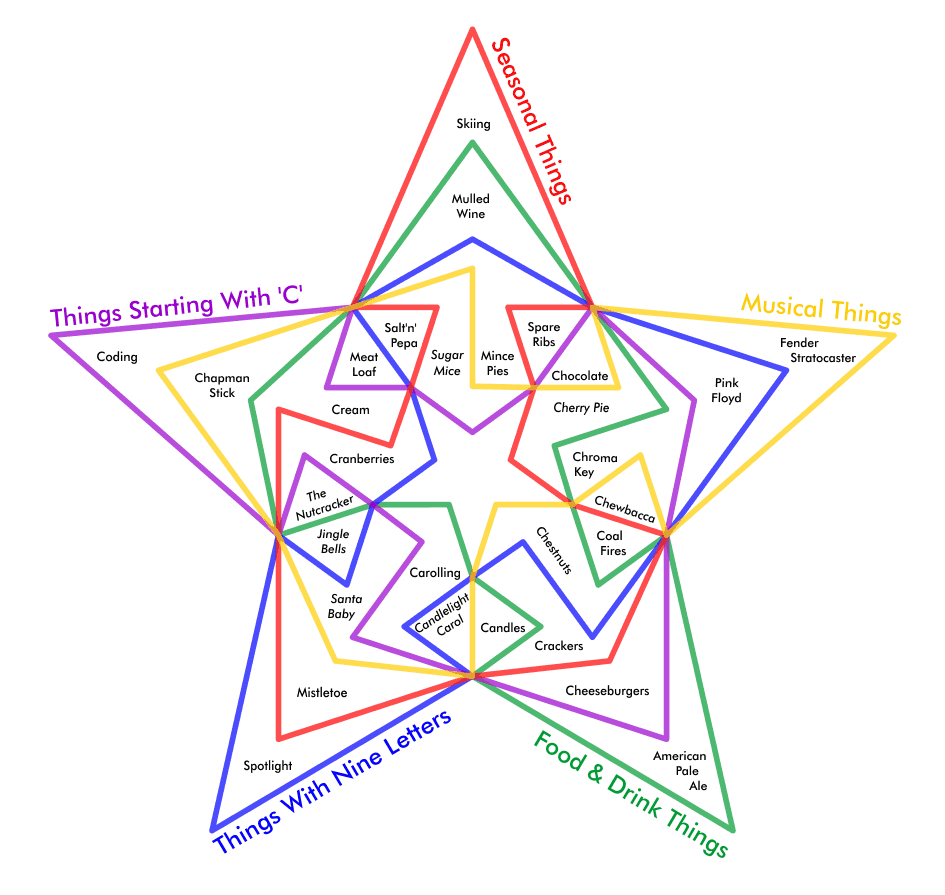 Seasonal Things
Skiing
Mulled
Wine
Things Starting With 'C'
Musical Things
Coding
Chapman
Stick
Salt'n'
Pepa
Meat
Loaf
Sugar
Mice
Mince
Pies
Spare
Ribs
Chocolate
Cherry Pie
Pink
Floyd
Fender
Stratocaster
Cream
Cranberries
Chroma
Key
Chewbacca
The
Nutcracker
Jingle
Bells
Coal
Fires
Chestnuts
Carolling
Santa
Baby
Candlelight
Carol
Candles
Crackers
Mistletoe
Cheeseburgers
Spotlight
American
Pale
Ale
Things With Nine Letters
Food & Drink Things